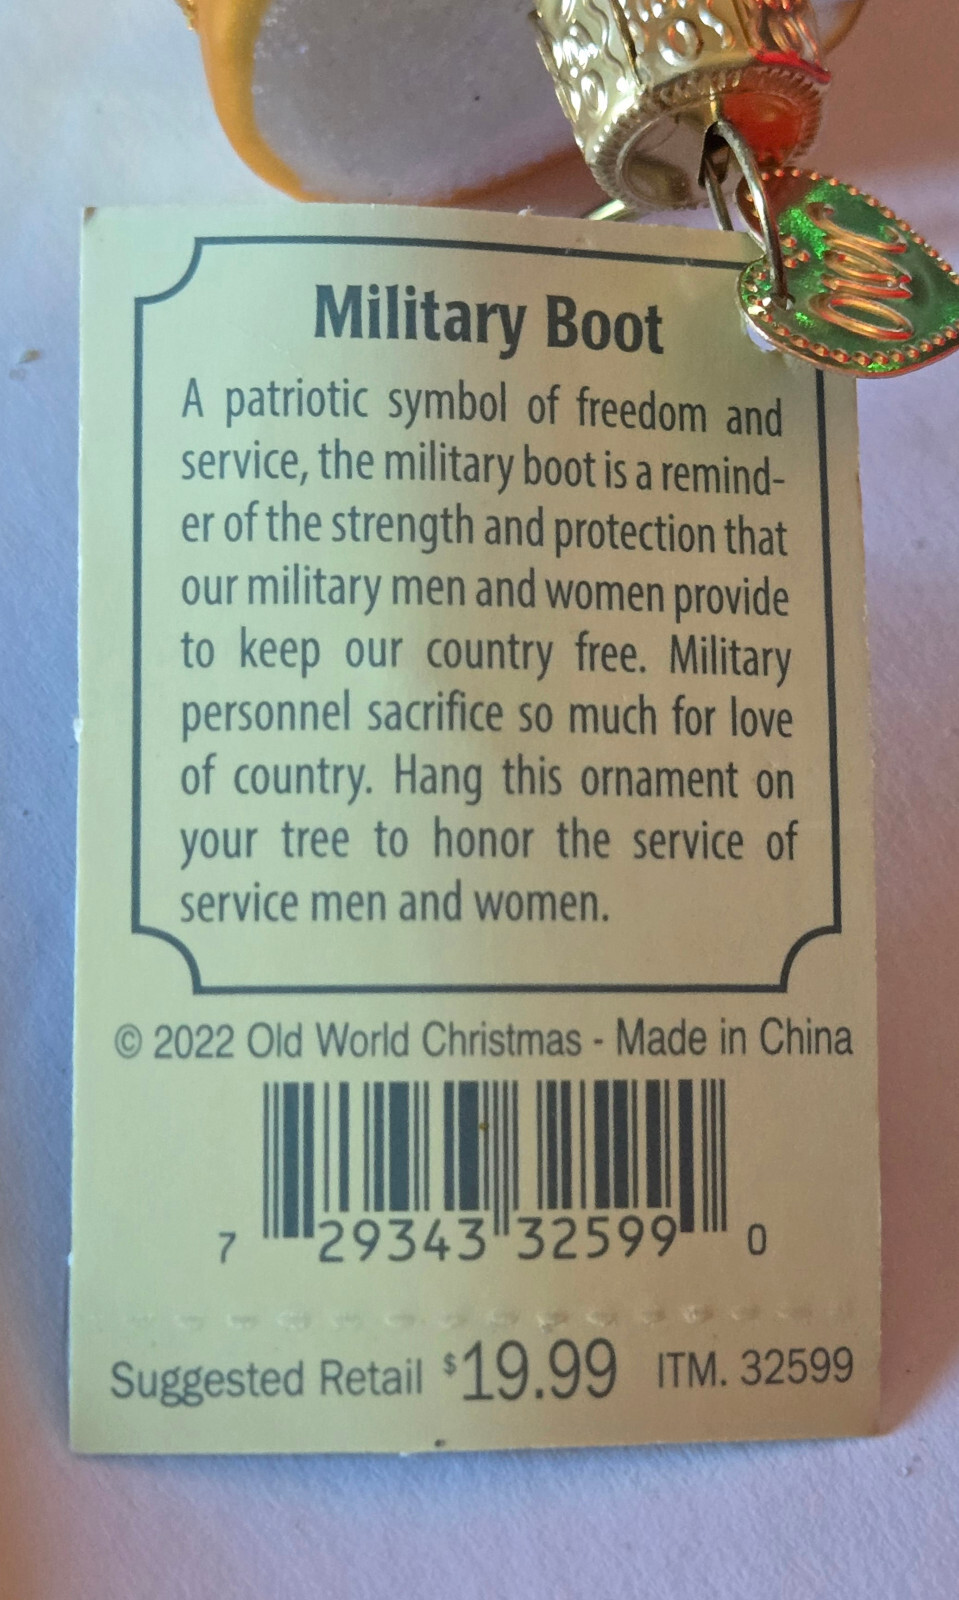 Military Boot
A patriotic symbol of freedom and
service, the military boot is a remind-
er of the strength and protection that
our military men and women provide
to keep our country free. Military
personnel sacrifice so much for love
of country. Hang this ornament on
your tree to honor the service of
service men and women.
© 2022 Old World Christmas - Made in China
7 29343 32599 0
Suggested Retail $19.99 ITM. 32599